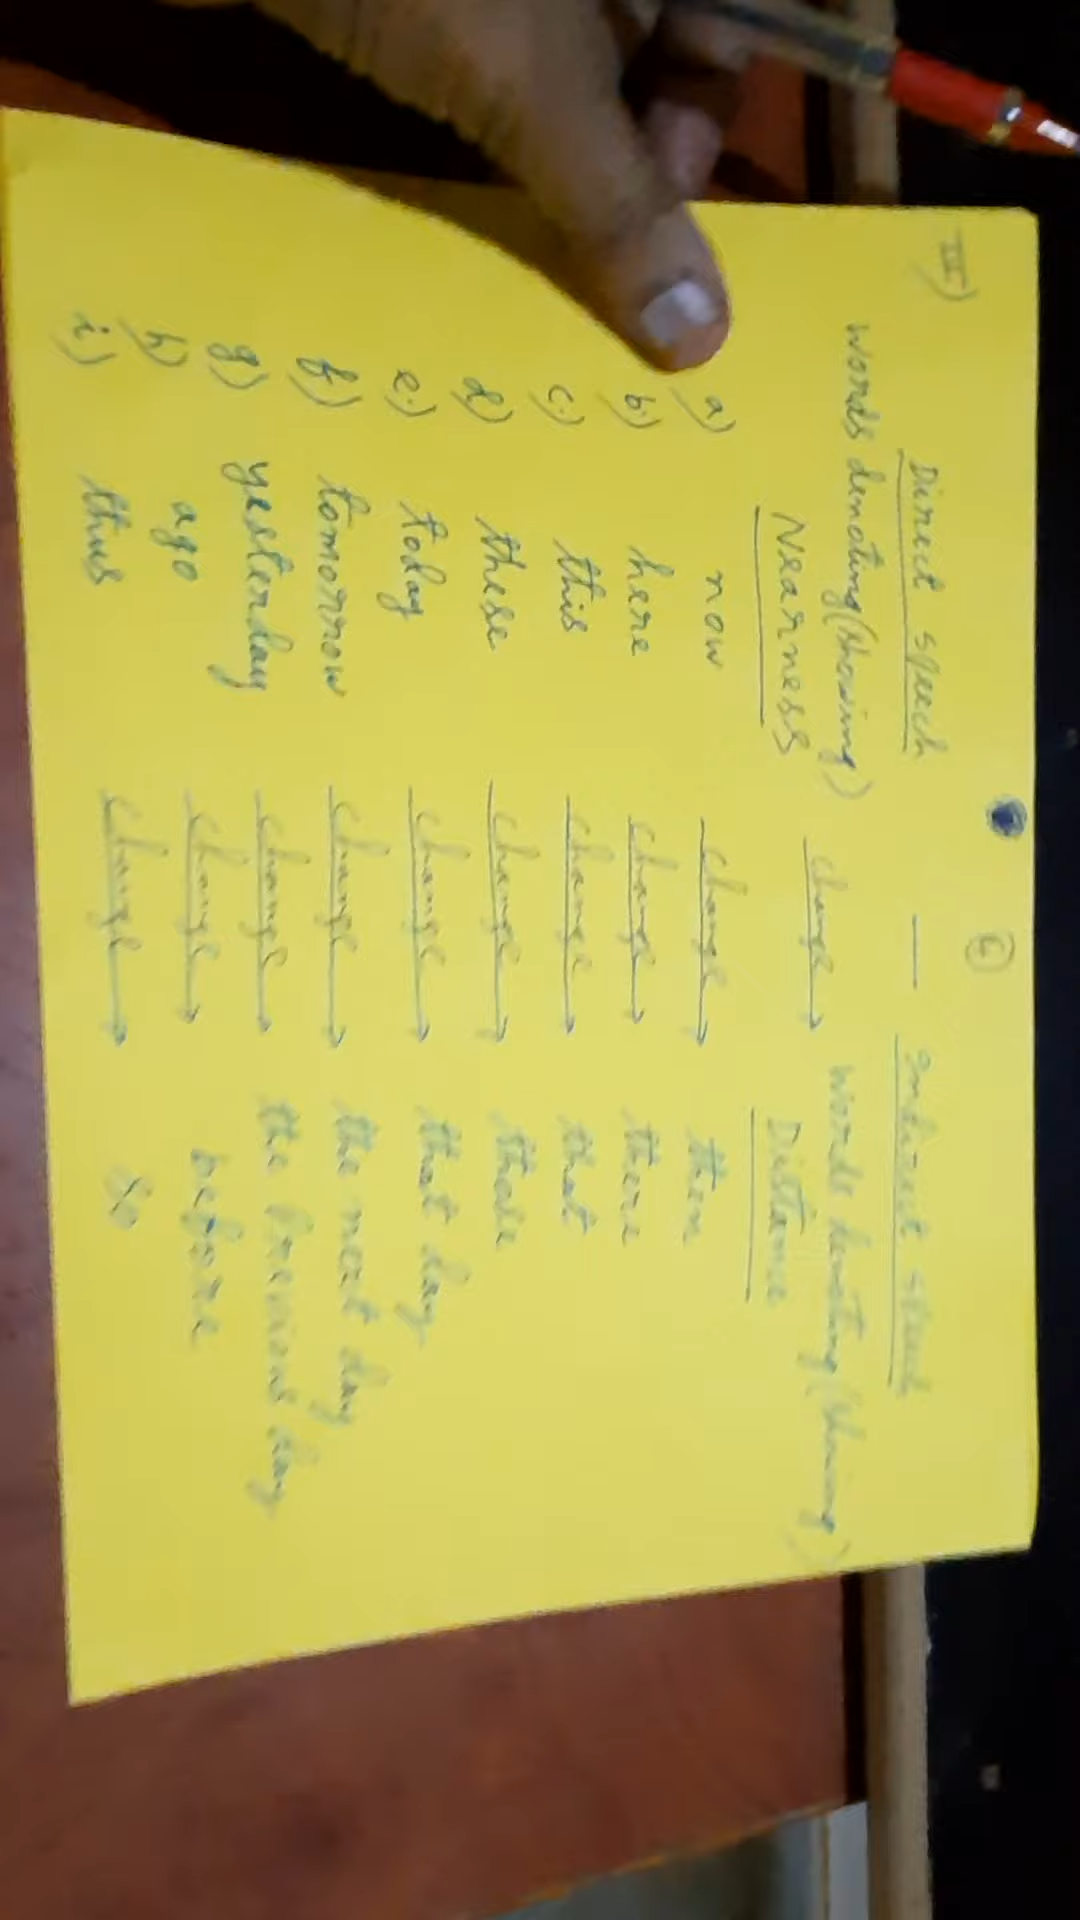 III)
Direct speech — Indirect speech
words denoting (showing) change words denoting (showing)
Nearness Distance
a) now change then
b) here change there
c) this change that
d) these change those
e) today change that day
f) tomorrow change the next day
g) yesterday change the Previous day
h) ago change before
i) thus change so